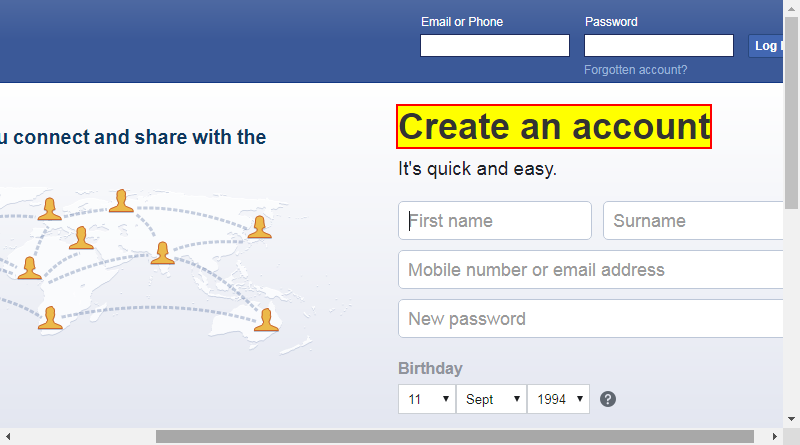 Email or Phone
Password
Log
Forgotten account?
Create an account
u connect and share with the
It's quick and easy.
First name
Surname
Mobile number or email address
New password
Birthday
11
Sept
1994
?